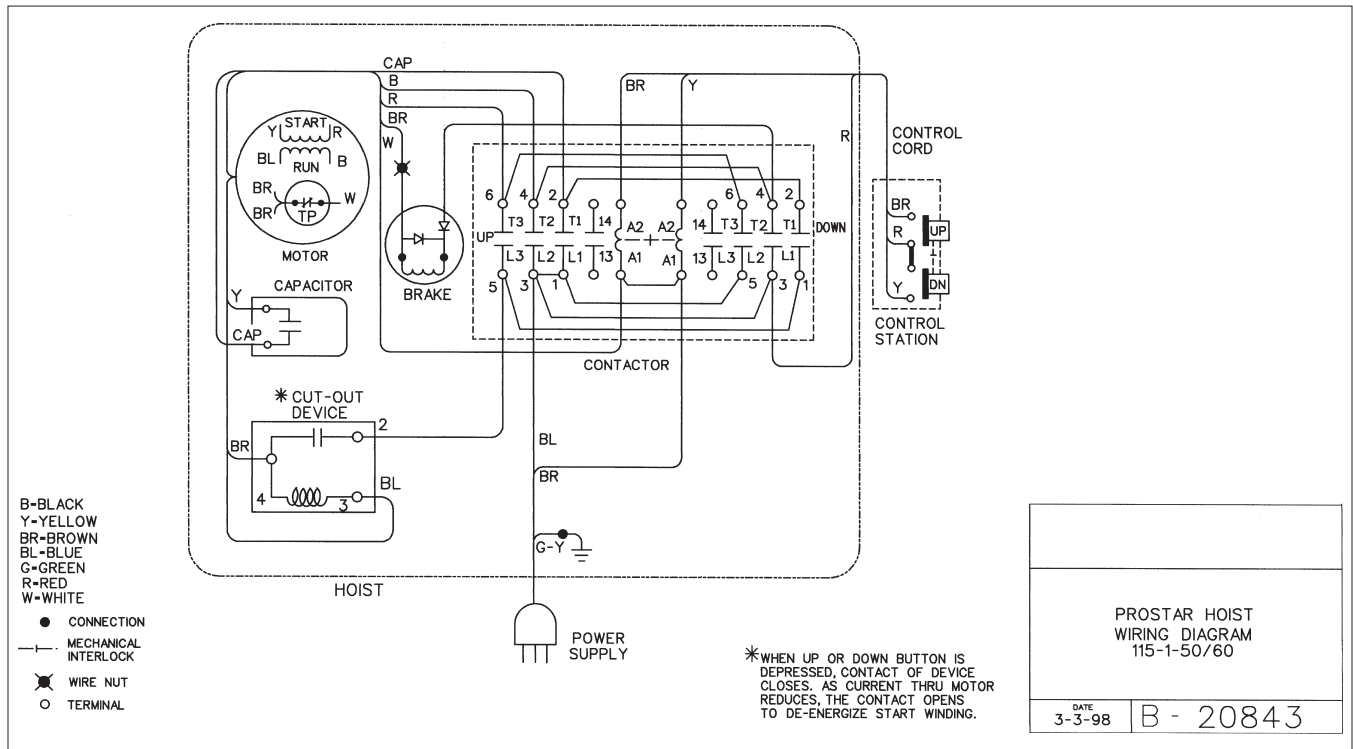 CAP
B
R
BR
W
BR
Y
R
CONTROL
CORD
Y START R
BL RUN B
BR
BR
TP
W
MOTOR
BRAKE
6 4 2
T3 T2 T1 14
A2 A2
14 T3 T2 T1
6 4 2
UP
DOWN
L3 L2 L1 13
A1 A1
13 L3 L2 L1
5 3 1
5 3 1
CONTACTOR
BR
R
Y
UP
DN
CONTROL
STATION
CAPACITOR
Y
CAP
* CUT-OUT
DEVICE
2
BR
4
3
BL
BL
BR
G-Y
HOIST
POWER
SUPPLY
B-BLACK
Y-YELLOW
BR-BROWN
BL-BLUE
G-GREEN
R-RED
W-WHITE
CONNECTION
MECHANICAL
INTERLOCK
WIRE NUT
TERMINAL
*WHEN UP OR DOWN BUTTON IS
DEPRESSED, CONTACT OF DEVICE
CLOSES. AS CURRENT THRU MOTOR
REDUCES, THE CONTACT OPENS
TO DE-ENERGIZE START WINDING.
PROSTAR HOIST
WIRING DIAGRAM
115-1-50/60
DATE
3-3-98
B - 20843